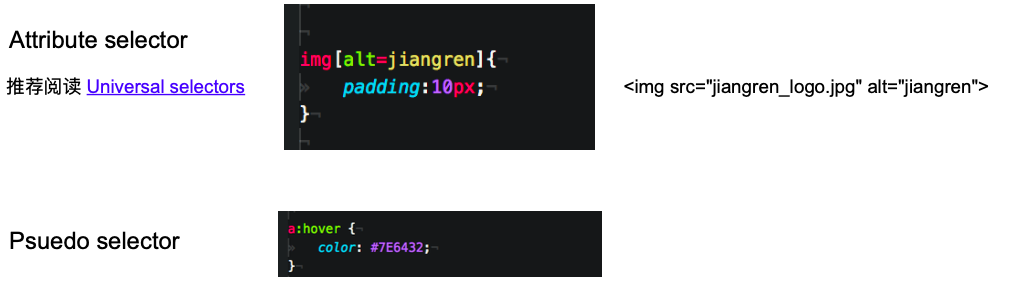 Attribute selector
推荐阅读 Universal selectors
img[alt=jiangren]{¬
» padding:10px;¬
}¬
¬
<img src="jiangren_logo.jpg" alt="jiangren">
Psuedo selector
a:hover {¬
» color: #7E6432;¬
}¬